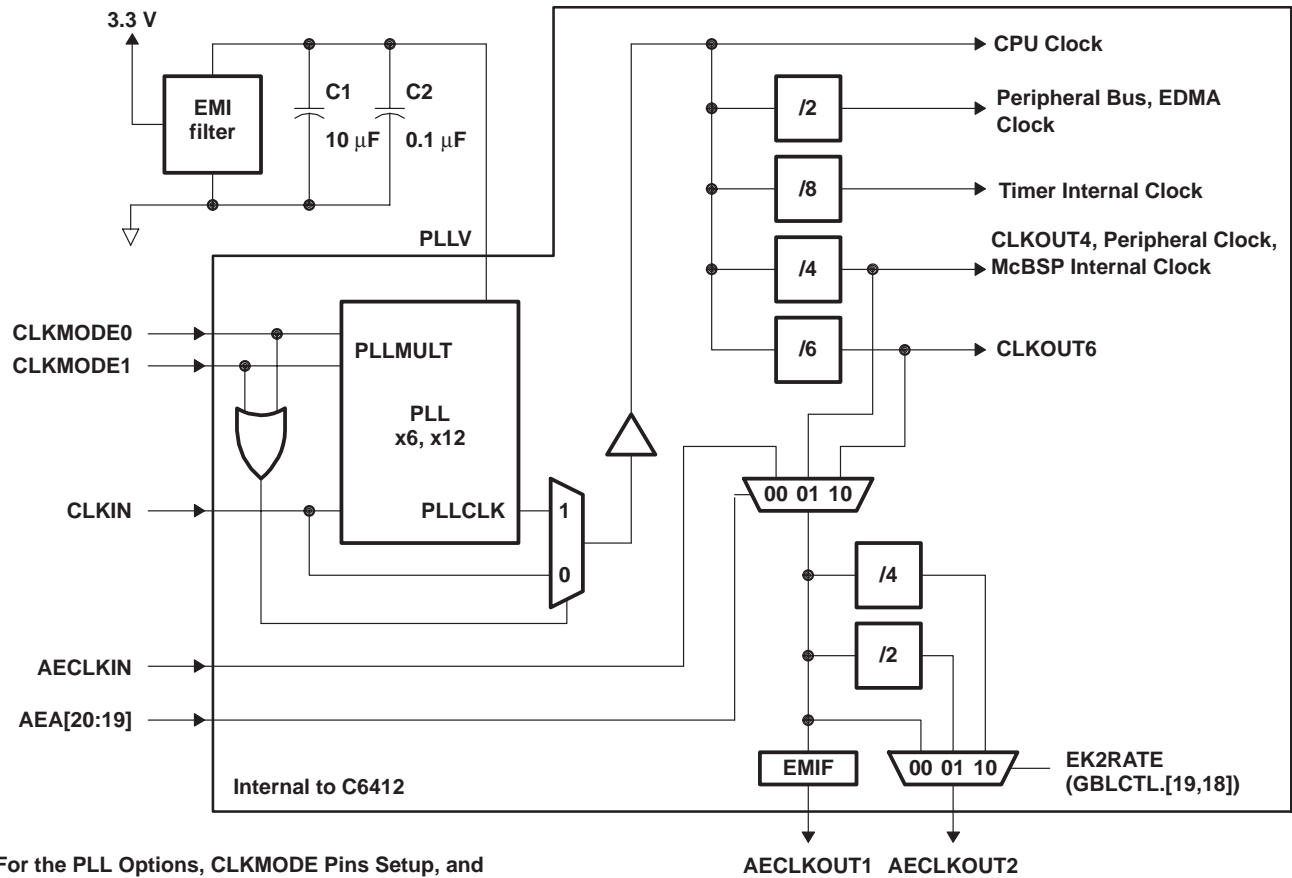 3.3 V
EMI
filter
C1
10 μF
C2
0.1 μF
PLLV
CPU Clock
/2
Peripheral Bus, EDMA
Clock
/8
Timer Internal Clock
/4
CLKOUT4, Peripheral Clock,
McBSP Internal Clock
/6
CLKOUT6
CLKMODE0
CLKMODE1
PLLMULT
PLL
x6, x12
CLKIN
PLLCLK
1
0
00 01 10
/4
/2
AECLKIN
AEA[20:19]
EMIF
00 01 10
EK2RATE
(GBLCTL.[19,18])
Internal to C6412
AECLKOUT1 AECLKOUT2
For the PLL Options, CLKMODE Pins Setup, and